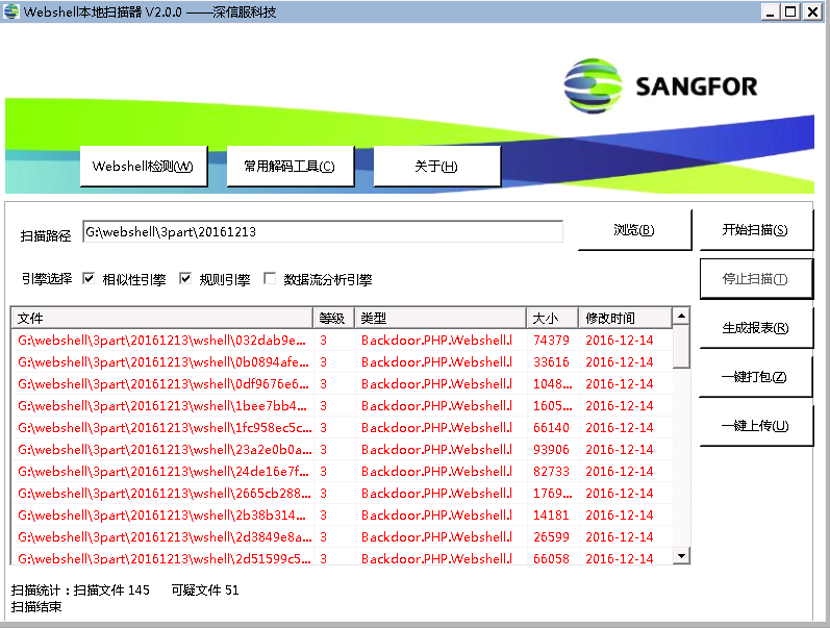 Webshell本地扫描器 V2.0.0 ——深信服科技
SANGFOR
Webshell检测(W) 常用解码工具(C) 关于(H)
扫描路径 G:\webshell\3part\20161213 浏览(B) 开始扫描(S)
引擎选择 相似性引擎 规则引擎 数据流分析引擎 停止扫描(T)
文件 等级 类型 大小 修改时间
G:\webshell\3part\20161213\wshell\032dab9e... 3 Backdoor.PHP.Webshell.l 74379 2016-12-14
G:\webshell\3part\20161213\wshell\0b0894afe... 3 Backdoor.PHP.Webshell.l 33616 2016-12-14
G:\webshell\3part\20161213\wshell\0df9676e6... 3 Backdoor.PHP.Webshell.l 1048... 2016-12-14
G:\webshell\3part\20161213\wshell\1bee7bb4... 3 Backdoor.PHP.Webshell.l 1605... 2016-12-14
G:\webshell\3part\20161213\wshell\1fc958ec5c... 3 Backdoor.PHP.Webshell.l 66140 2016-12-14
G:\webshell\3part\20161213\wshell\23a2e0b0a... 3 Backdoor.PHP.Webshell.l 93906 2016-12-14
G:\webshell\3part\20161213\wshell\24de16e7f... 3 Backdoor.PHP.Webshell.l 82733 2016-12-14
G:\webshell\3part\20161213\wshell\2665cb288... 3 Backdoor.PHP.Webshell.l 1769... 2016-12-14
G:\webshell\3part\20161213\wshell\2b38b314... 3 Backdoor.PHP.Webshell.l 14181 2016-12-14
G:\webshell\3part\20161213\wshell\2d3849e8a... 3 Backdoor.PHP.Webshell.l 26599 2016-12-14
G:\webshell\3part\20161213\wshell\2d51599c5... 3 Backdoor.PHP.Webshell.l 66058 2016-12-14
生成报表(R)
一键打包(Z)
一键上传(U)
扫描统计：扫描文件 145 可疑文件 51
扫描结束